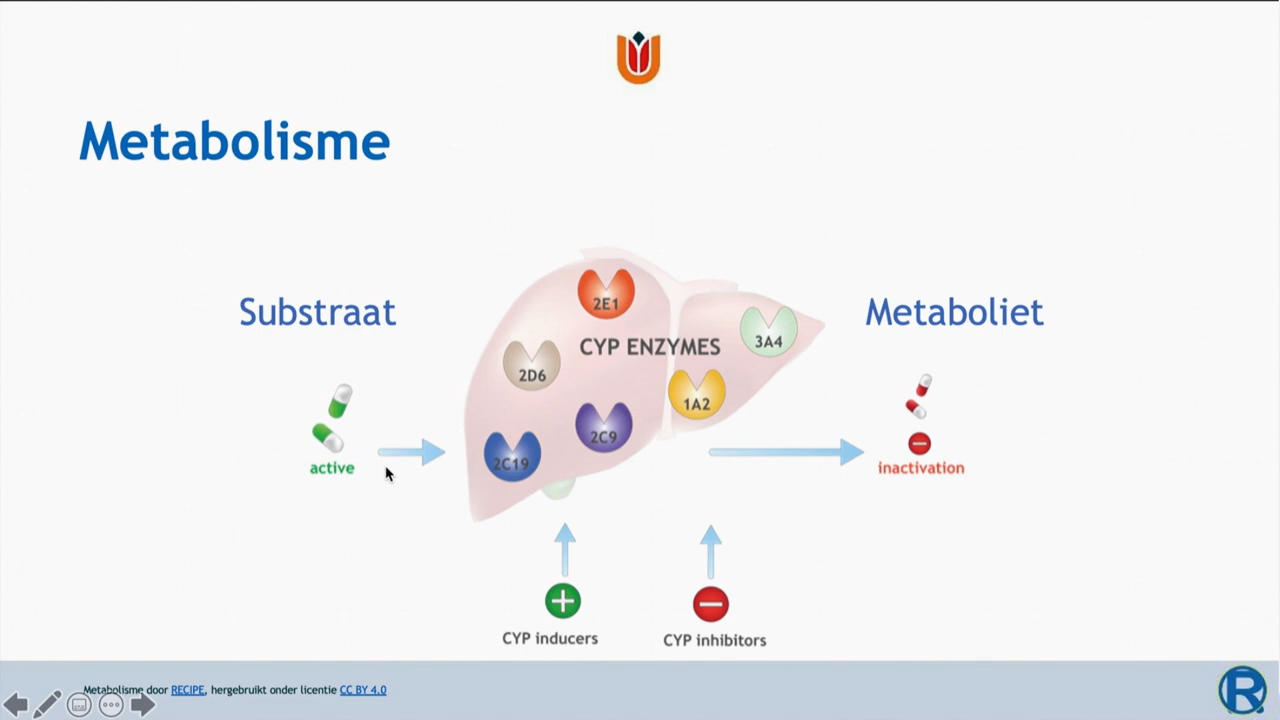 Metabolisme
Substraat
Metaboliet
2E1
3A4
CYP ENZYMES
2D6
1A2
2C9
2C19
active
inactivation
CYP inducers
CYP inhibitors
Metabolisme door RECIPE, hergebruikt onder licentie CC BY 4.0
R